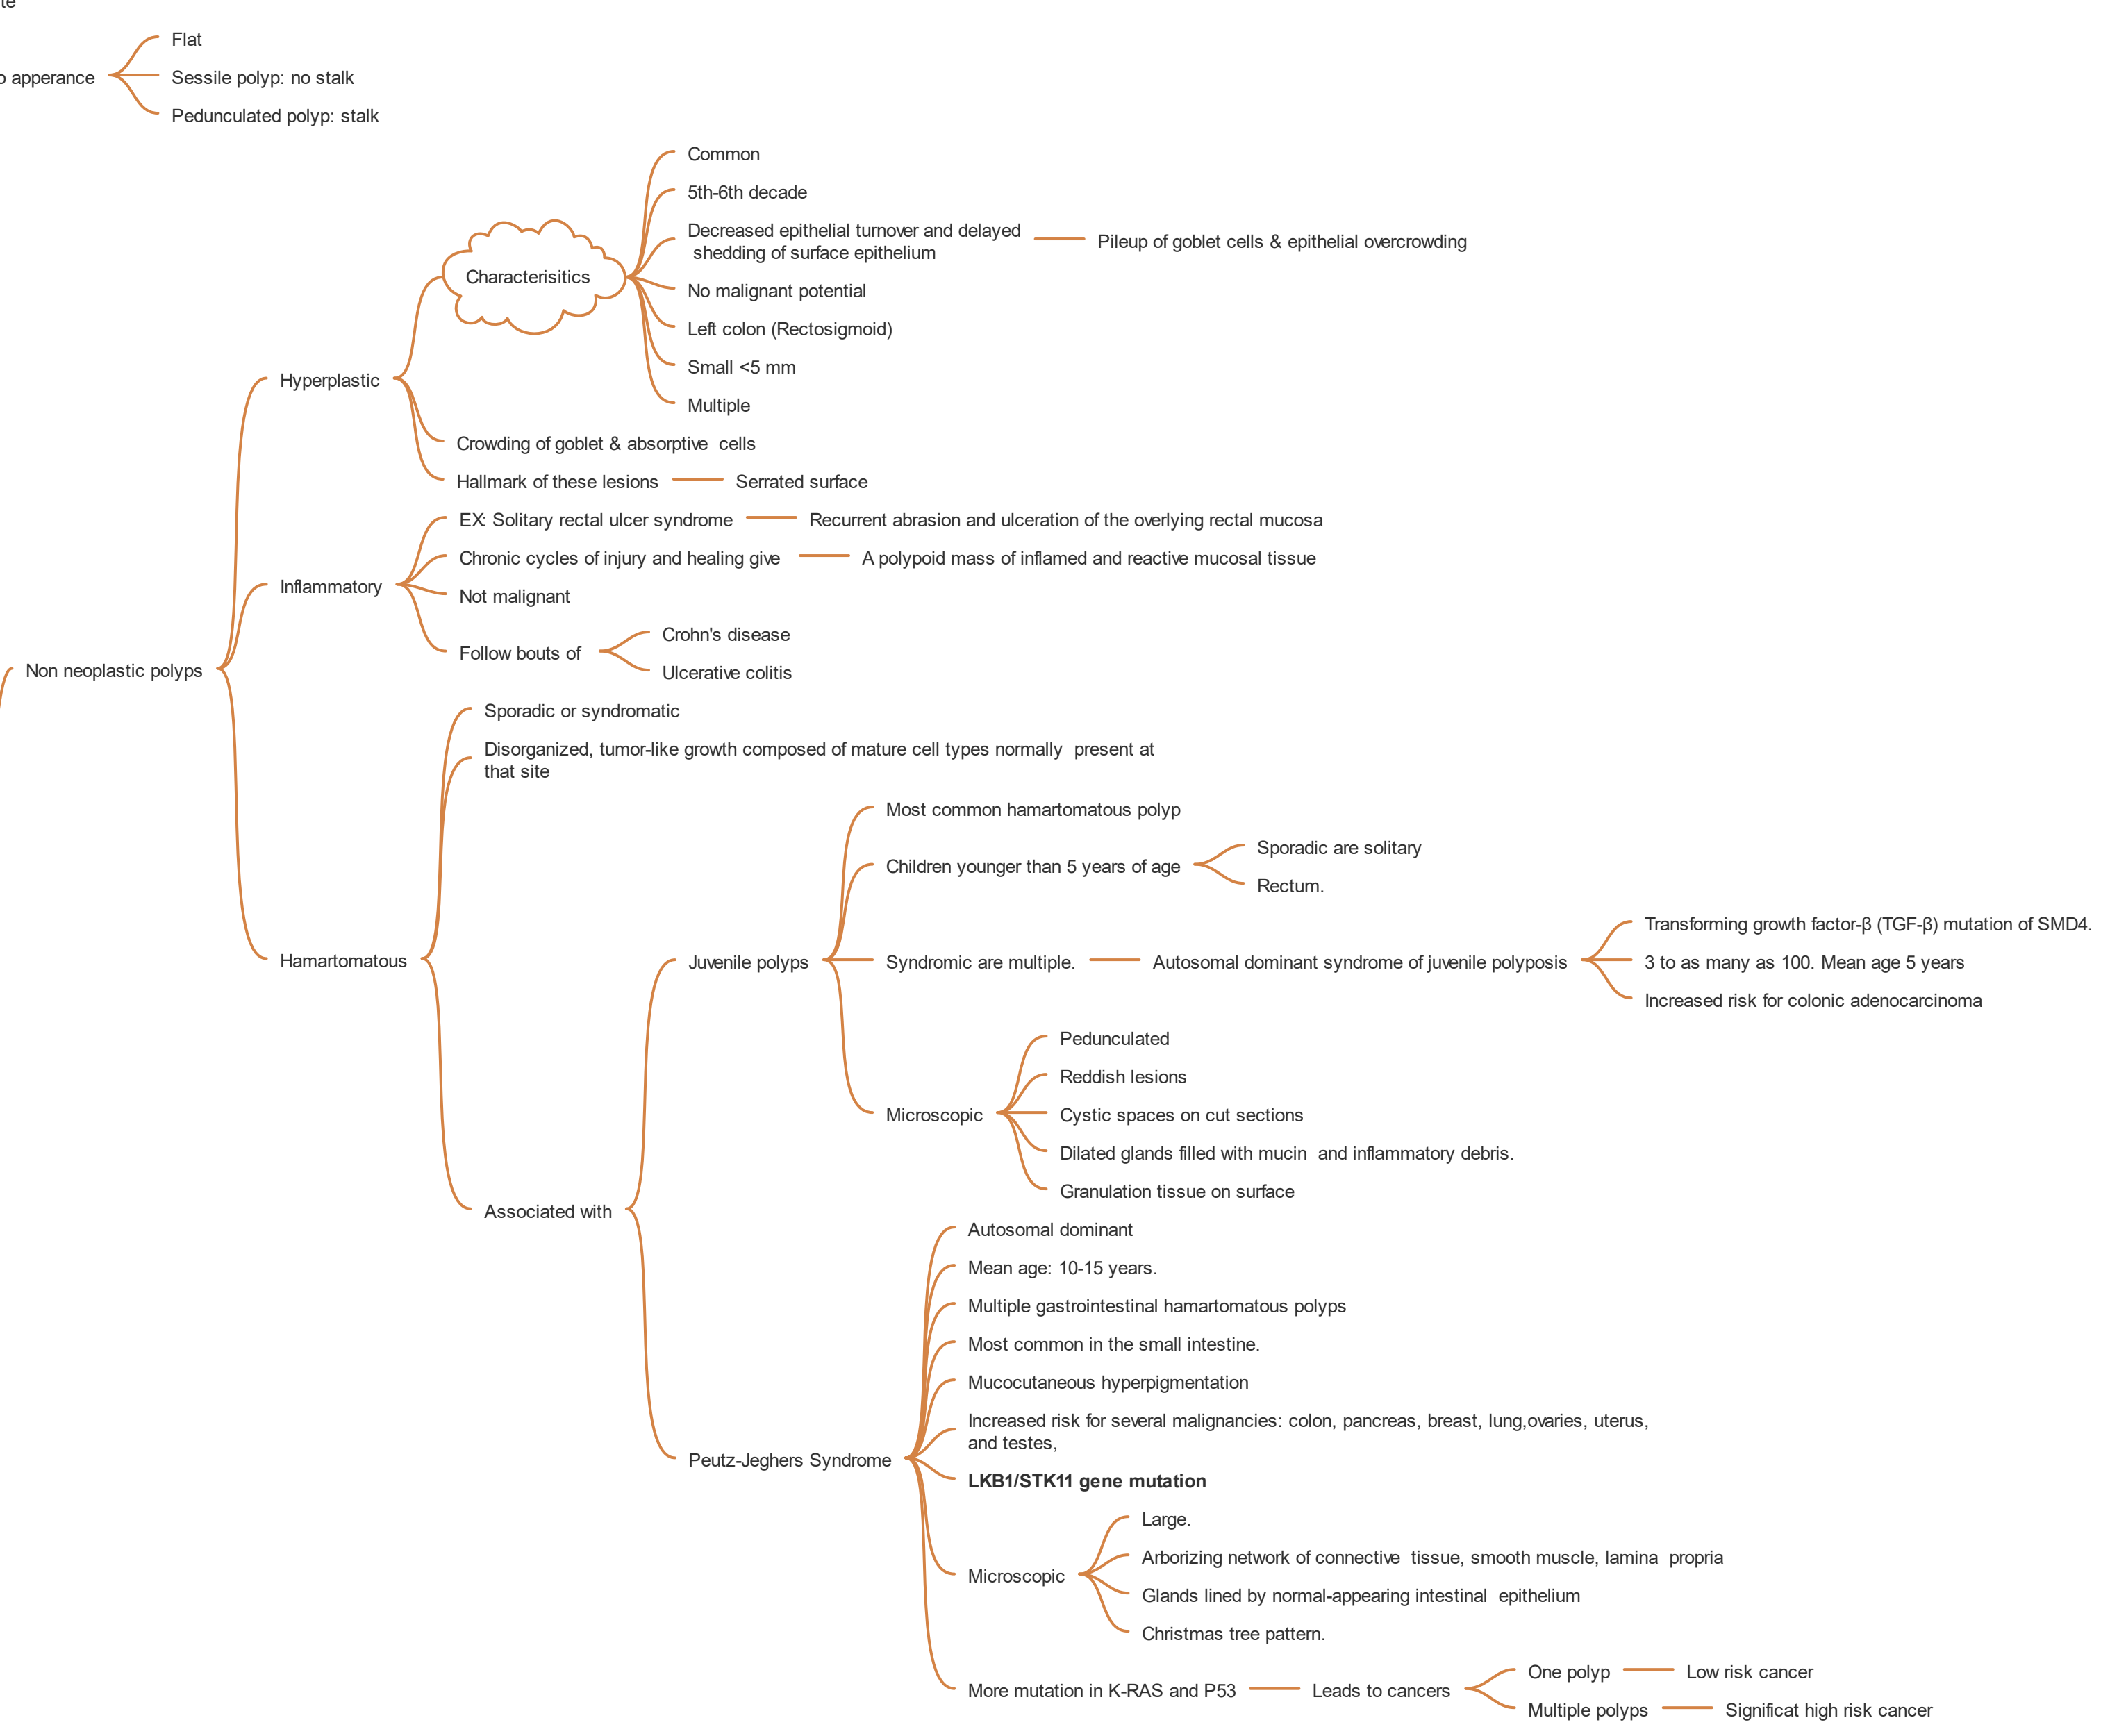 te
o apperance
Flat
Sessile polyp: no stalk
Pedunculated polyp: stalk
Non neoplastic polyps
Hyperplastic
Characterisitics
Common
5th-6th decade
Decreased epithelial turnover and delayed
shedding of surface epithelium
Pileup of goblet cells & epithelial overcrowding
No malignant potential
Left colon (Rectosigmoid)
Small <5 mm
Multiple
Crowding of goblet & absorptive  cells
Hallmark of these lesions
Serrated surface
Inflammatory
EX: Solitary rectal ulcer syndrome
Recurrent abrasion and ulceration of the overlying rectal mucosa
Chronic cycles of injury and healing give
A polypoid mass of inflamed and reactive mucosal tissue
Not malignant
Follow bouts of
Crohn's disease
Ulcerative colitis
Hamartomatous
Sporadic or syndromatic
Disorganized, tumor-like growth composed of mature cell types normally  present at
that site
Associated with
Juvenile polyps
Most common hamartomatous polyp
Children younger than 5 years of age
Sporadic are solitary
Rectum.
Syndromic are multiple.
Autosomal dominant syndrome of juvenile polyposis
Transforming growth factor-β (TGF-β) mutation of SMD4.
3 to as many as 100. Mean age 5 years
Increased risk for colonic adenocarcinoma
Microscopic
Pedunculated
Reddish lesions
Cystic spaces on cut sections
Dilated glands filled with mucin  and inflammatory debris.
Granulation tissue on surface
Peutz-Jeghers Syndrome
Autosomal dominant
Mean age: 10-15 years.
Multiple gastrointestinal hamartomatous polyps
Most common in the small intestine.
Mucocutaneous hyperpigmentation
Increased risk for several malignancies: colon, pancreas, breast, lung,ovaries, uterus,
and testes,
LKB1/STK11 gene mutation
Microscopic
Large.
Arborizing network of connective  tissue, smooth muscle, lamina  propria
Glands lined by normal-appearing intestinal  epithelium
Christmas tree pattern.
More mutation in K-RAS and P53
Leads to cancers
One polyp
Low risk cancer
Multiple polyps
Significat high risk cancer